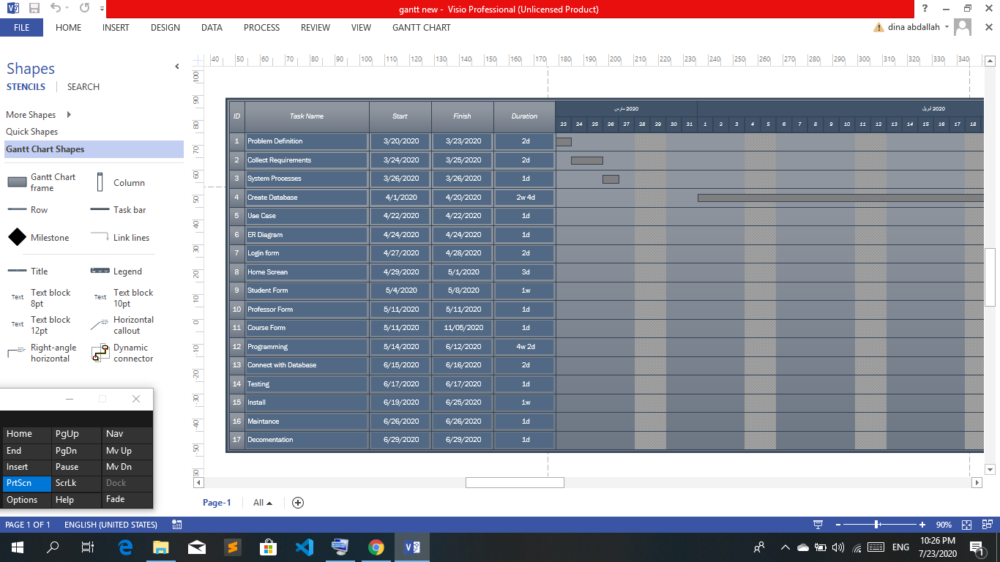 gantt new - Visio Professional (Unlicensed Product)
FILE HOME INSERT DESIGN DATA PROCESS REVIEW VIEW GANTT CHART
dina abdallah
Shapes
STENCILS SEARCH
More Shapes
Quick Shapes
Gantt Chart Shapes
Gantt Chart frame
Column
Row
Task bar
Milestone
Link lines
Title
Legend
Text Text block 8pt
Text Text block 10pt
Text Text block 12pt
Horizontal callout
Right-angle horizontal
Dynamic connector
40 50 60 70 80 90 100 110 120 130 140 150 160 170 180 190 200 210 220 230 240 250 260 270 280 290 300 310 320 330 340
100 90 80 70 60 50 40 30 20 10 0 -10 -20 -30 -40 -50 -60
ID Task Name Start Finish Duration
مارس 2020
ابريل 2020
23 24 25 26 27 28 29 30 31 1 2 3 4 5 6 7 8 9 10 11 12 13 14 15 16 17 18
1 Problem Definition 3/20/2020 3/23/2020 2d
2 Collect Requirements 3/24/2020 3/25/2020 2d
3 System Processes 3/26/2020 3/26/2020 1d
4 Create Database 4/1/2020 4/20/2020 2w 4d
5 Uae Case 4/22/2020 4/22/2020 1d
6 ER Diagram 4/24/2020 4/24/2020 1d
7 Login form 4/27/2020 4/28/2020 2d
8 Home Screan 4/29/2020 5/1/2020 3d
9 Student Form 5/4/2020 5/8/2020 1w
10 Professor Form 5/11/2020 5/11/2020 1d
11 Course Form 5/11/2020 11/05/2020 1d
12 Programming 5/14/2020 6/12/2020 4w 2d
13 Connect with Database 6/15/2020 6/16/2020 2d
14 Testing 6/17/2020 6/17/2020 1d
15 Install 6/19/2020 6/25/2020 1w
16 Maintance 6/26/2020 6/26/2020 1d
17 Decomentation 6/29/2020 6/29/2020 1d
Home PgUp Nav
End PgDn Mv Up
Insert Pause Mv Dn
PrtScn ScrLk Dock
Options Help Fade
Page-1 All
PAGE 1 OF 1 ENGLISH (UNITED STATES) 90%
ENG
10:26 PM
7/23/2020
1